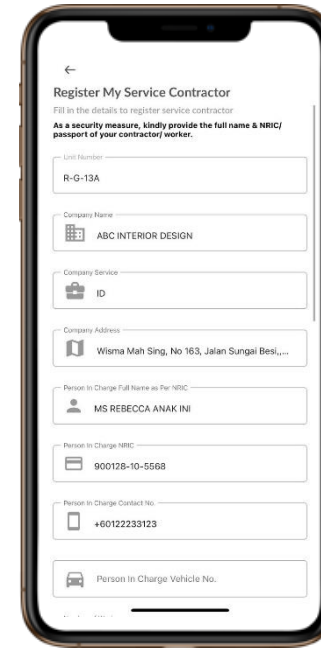 Register My Service Contractor
Fill in the details to register service contractor
As a security measure, kindly provide the full name & NRIC/
passport of your contractor/ worker.
Unit Number
R-G-13A
Company Name
ABC INTERIOR DESIGN
Company Service
ID
Company Address
Wisma Mah Sing, No 163, Jalan Sungai Besi,,...
Person In Charge Full Name as Per NRIC
MS REBECCA ANAK INI
Person In Charge NRIC
900128-10-5568
Person In Charge Contact No.
+60122233123
Person In Charge Vehicle No.